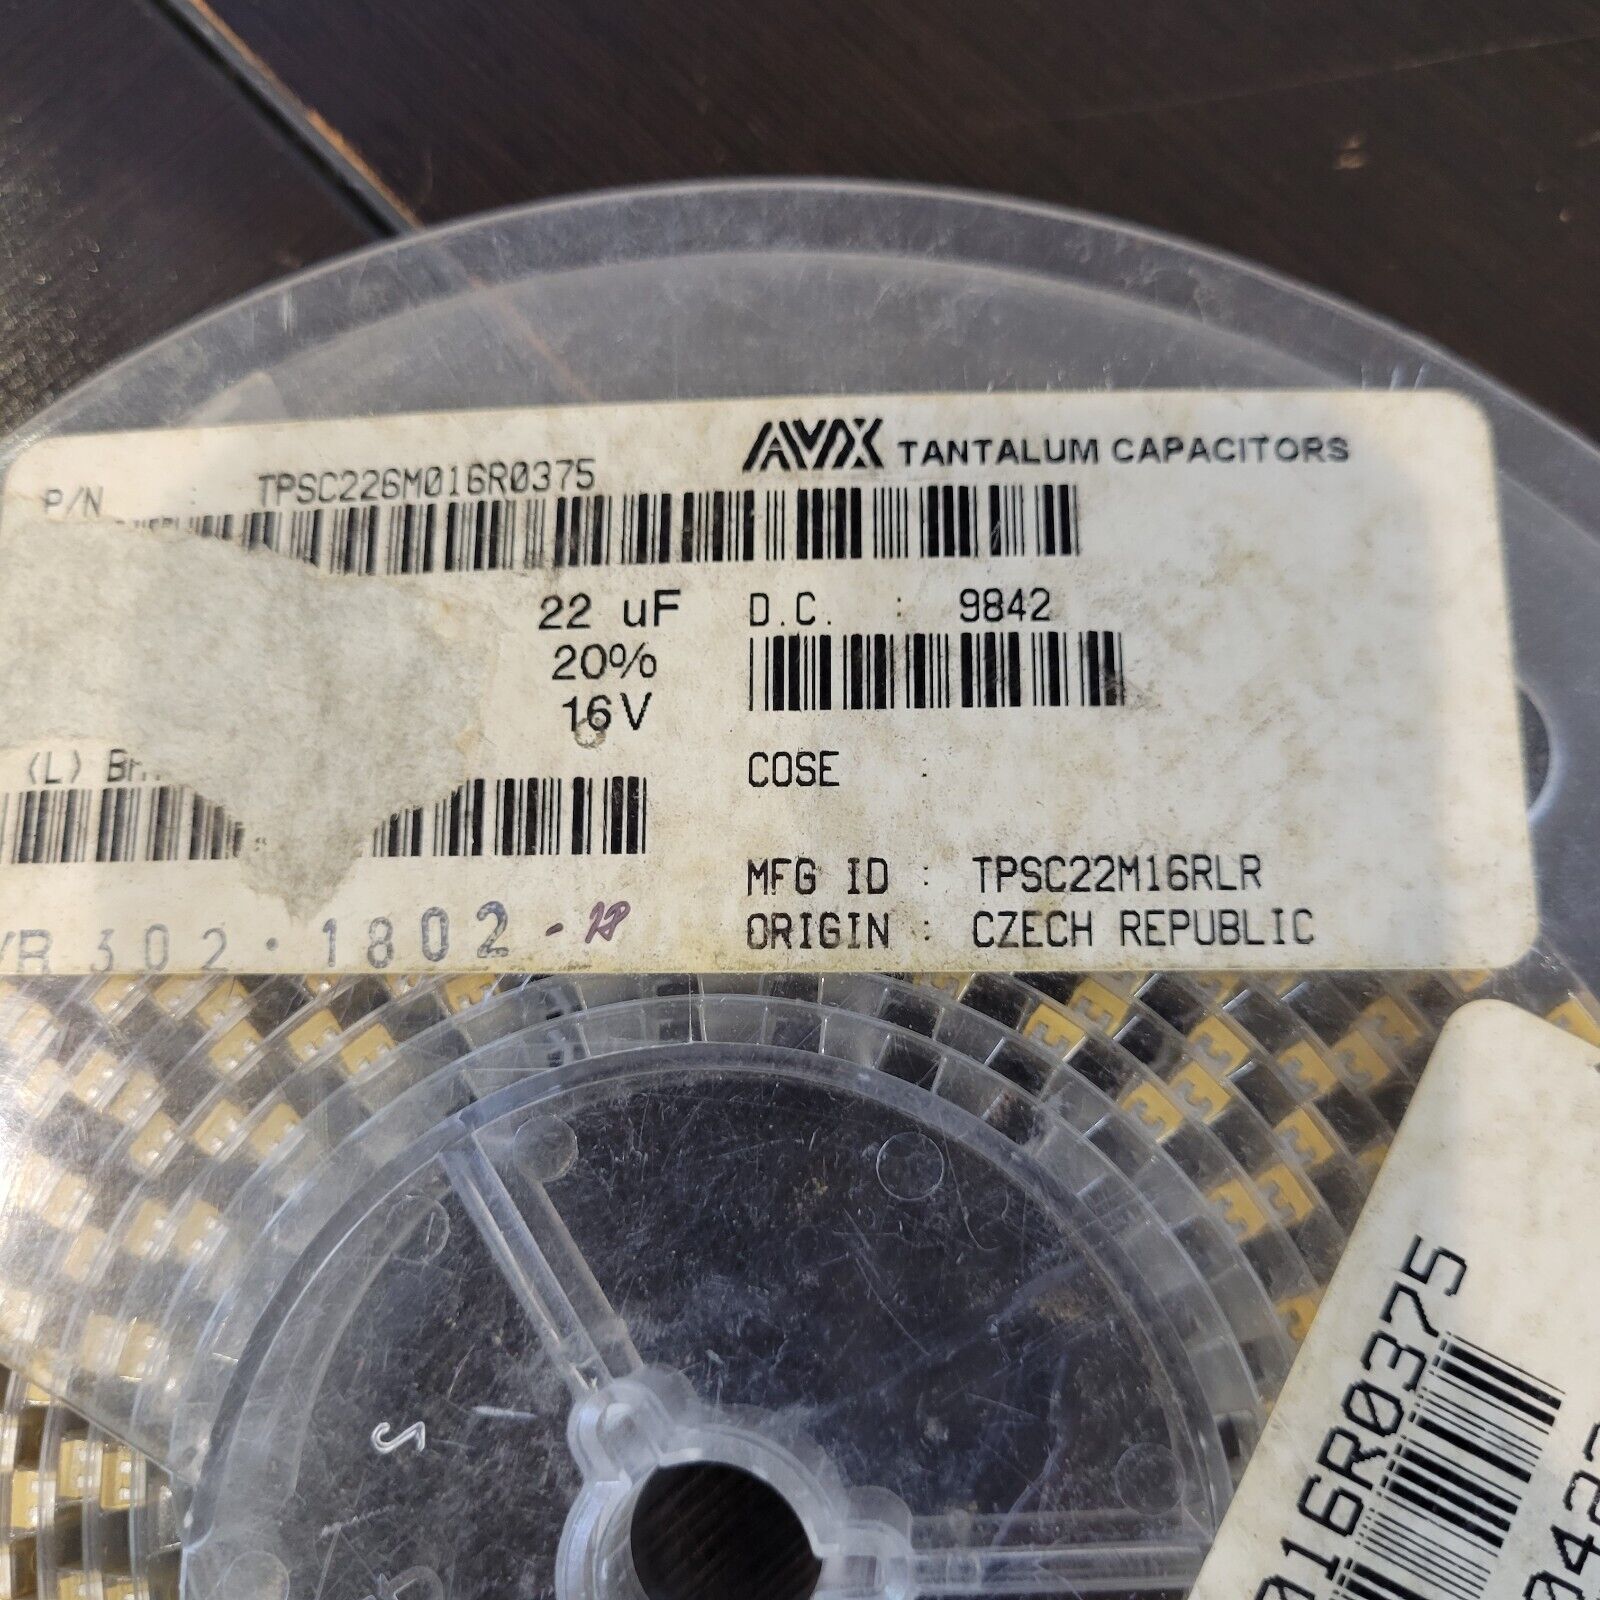 AVX TANTALUM CAPACITORS
P/N : TPSC226M016R0375
22 uF
20%
16V
D.C. : 9842
COSE :
(L)
MFG ID : TPSC22M16RLR
ORIGIN : CZECH REPUBLIC
302·1802-
016R0375